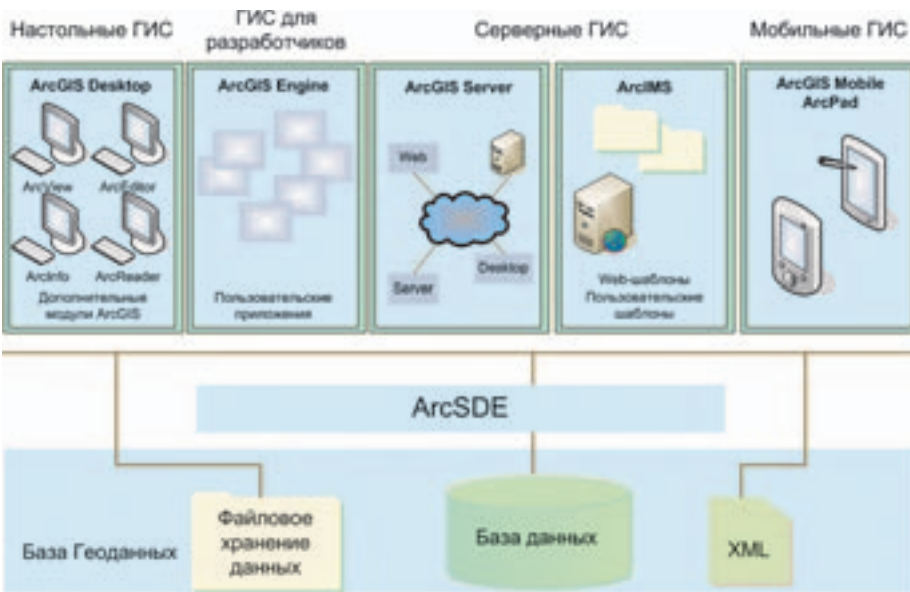 Настольные ГИС
ГИС для
разработчиков
Серверные ГИС
Мобильные ГИС
ArcGIS Desktop
ArcView
ArcEditor
ArcInfo
ArcReader
Дополнительные
модули ArcGIS
ArcGIS Engine
Пользовательские
приложения
ArcGIS Server
Web
Desktop
Server
ArcIMS
Web-шаблоны
Пользовательские
шаблоны
ArcGIS Mobile
ArcPad
ArcSDE
База Геоданных
Файловое
хранение
данных
База данных
XML